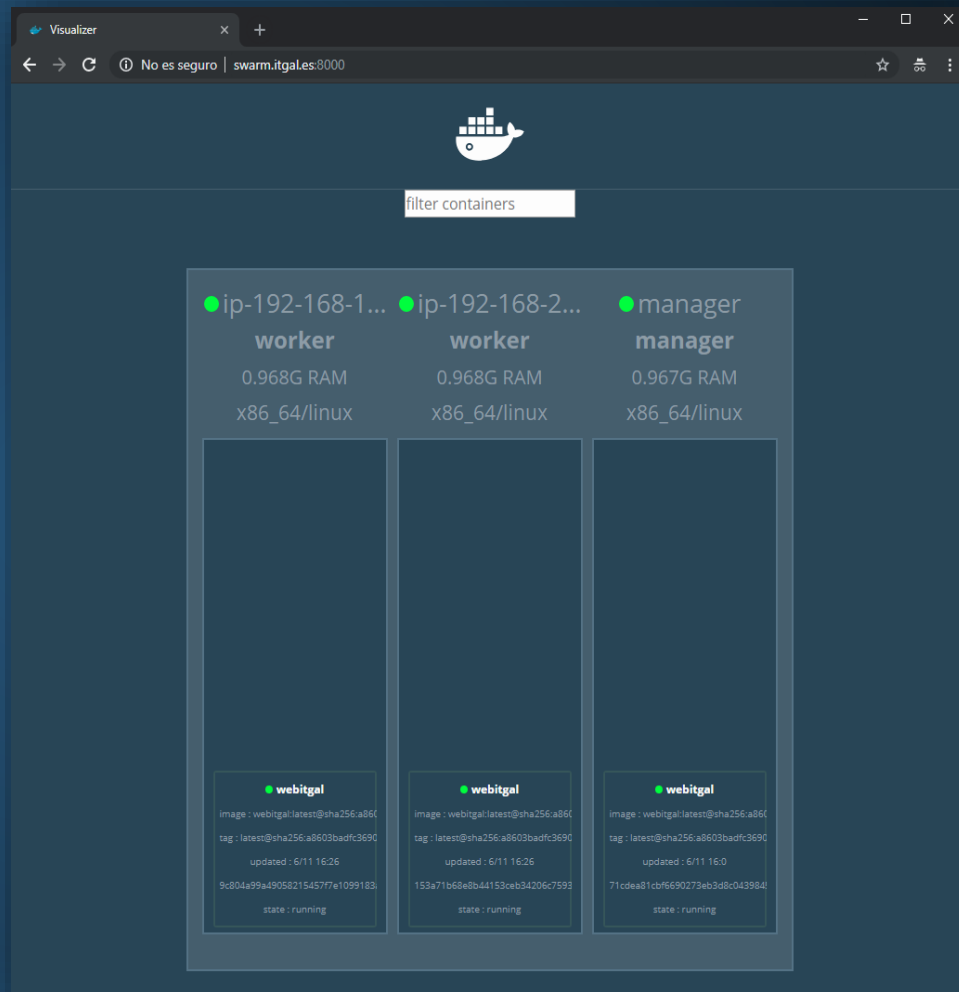 Visualizer
No es seguro | swarm.itgal.es:8000
filter containers
ip-192-168-1...
worker
0.968G RAM
x86_64/linux
ip-192-168-2...
worker
0.968G RAM
x86_64/linux
manager
manager
0.967G RAM
x86_64/linux
webitgal
image : webitgal:latest@sha256:a860
tag : latest@sha256:a8603badfc3690
updated : 6/11 16:26
9c804a99a49058215457f7e1099183
state : running
webitgal
image : webitgal:latest@sha256:a860
tag : latest@sha256:a8603badfc3690
updated : 6/11 16:26
153a71b68e8b44153ceb34206c7593
state : running
webitgal
image : webitgal:latest@sha256:a860
tag : latest@sha256:a8603badfc3690
updated : 6/11 16:0
71cdea81cbf6690273eb3d8c043984
state : running